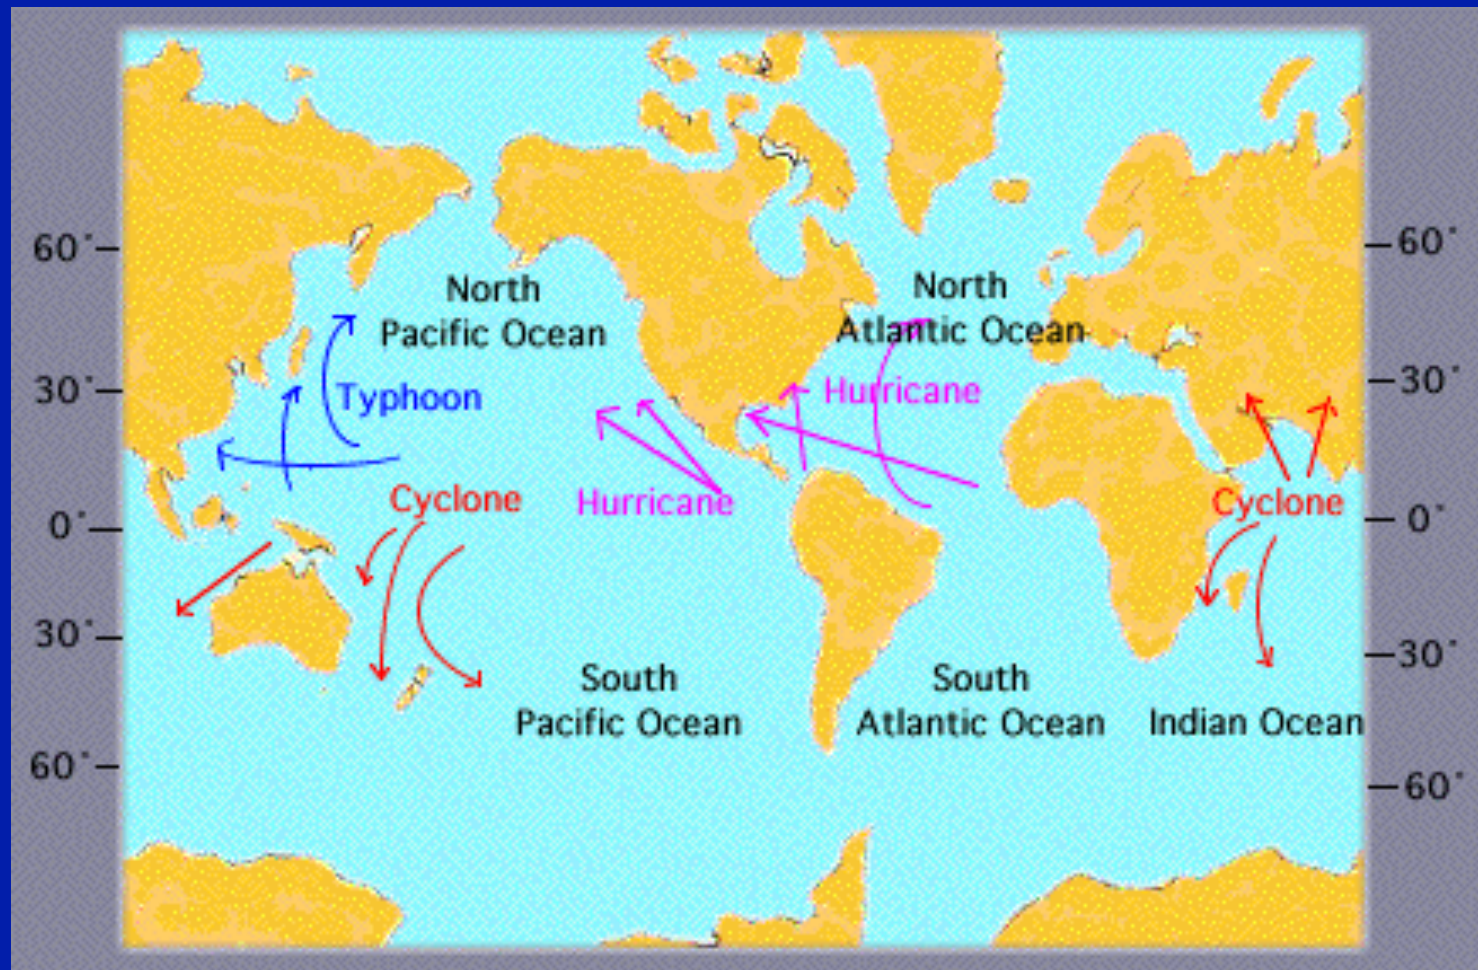 60°
60°
North
Pacific Ocean
North
Atlantic Ocean
30°
Typhoon
Hurricane
30°
Cyclone
Hurricane
Cyclone
0°
0°
30°
30°
South
Pacific Ocean
South
Atlantic Ocean
Indian Ocean
60°
60°